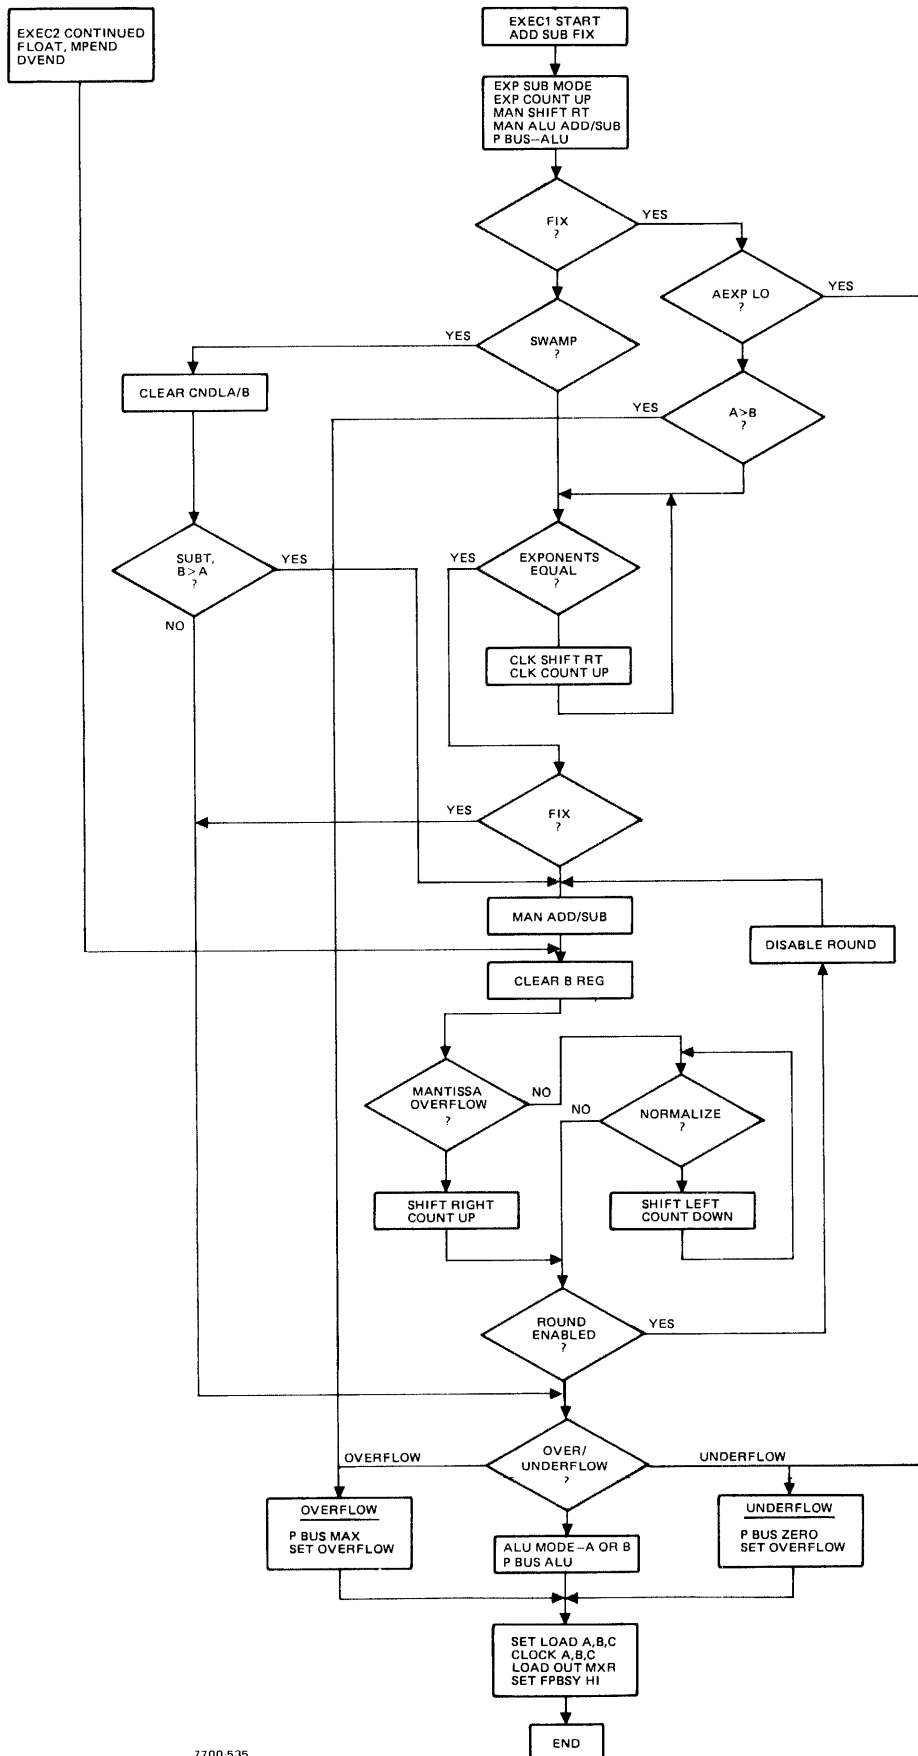 EXEC2 CONTINUED
FLOAT, MPEND
DVEND
EXEC1 START
ADD SUB FIX
EXP SUB MODE
EXP COUNT UP
MAN SHIFT RT
MAN ALU ADD/SUB
P BUS–ALU
FIX
?
YES
AEXP LO
?
YES
SWAMP
?
YES
CLEAR CNDLA/B
A>B
?
YES
SUBT,
B>A
?
YES
NO
EXPONENTS
EQUAL
?
YES
CLK SHIFT RT
CLK COUNT UP
FIX
?
YES
MAN ADD/SUB
DISABLE ROUND
CLEAR B REG
MANTISSA
OVERFLOW
?
NO
NORMALIZE
?
NO
SHIFT RIGHT
COUNT UP
SHIFT LEFT
COUNT DOWN
ROUND
ENABLED
?
YES
OVER/
UNDERFLOW
?
OVERFLOW
UNDERFLOW
OVERFLOW
P BUS MAX
SET OVERFLOW
ALU MODE–A OR B
P BUS ALU
UNDERFLOW
P BUS ZERO
SET OVERFLOW
SET LOAD A,B,C
CLOCK A,B,C
LOAD OUT MXR
SET FPBSY HI
END
7700-535